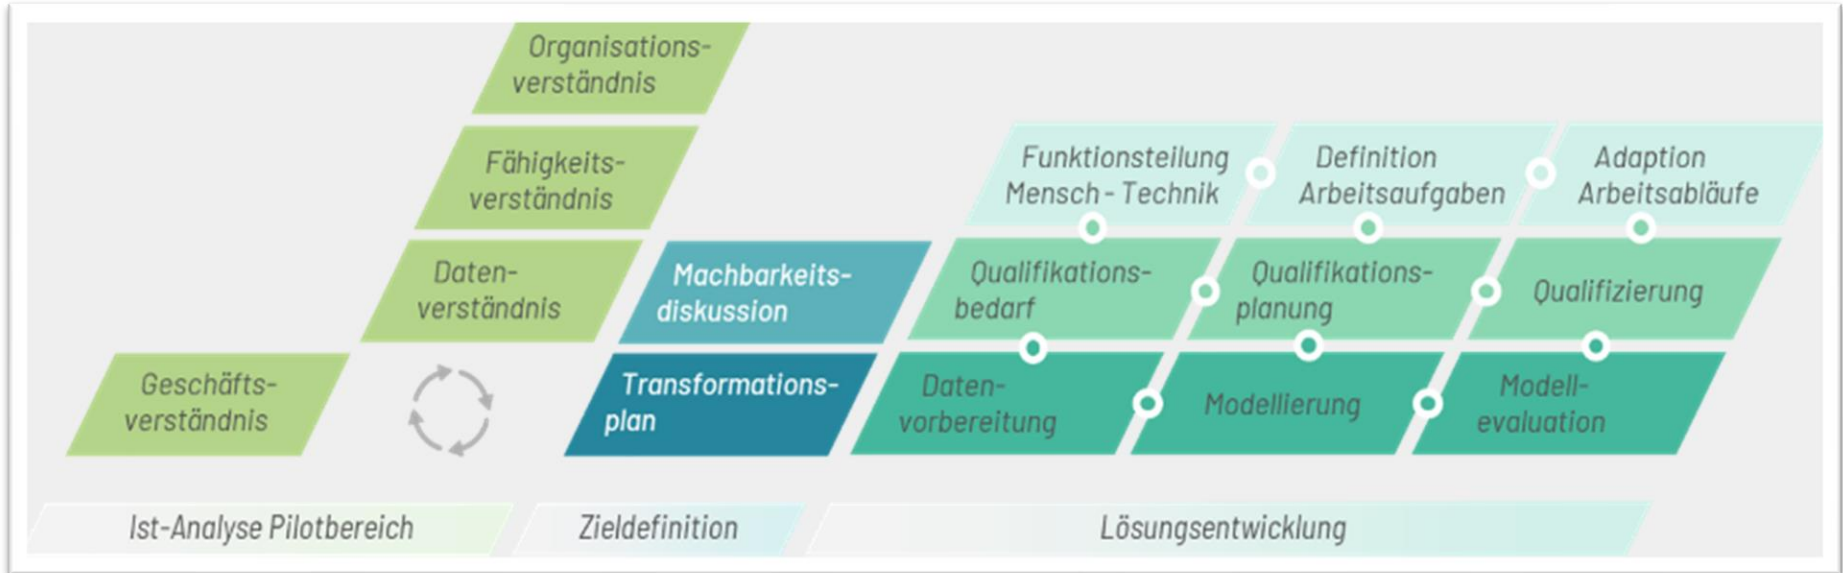 Organisations-
verständnis
Fähigkeits-
verständnis
Daten-
verständnis
Geschäfts-
verständnis
Machbarkeits-
diskussion
Transformations-
plan
Funktionsteilung
Mensch - Technik
Definition
Arbeitsaufgaben
Adaption
Arbeitsabläufe
Qualifikations-
bedarf
Qualifikations-
planung
Qualifizierung
Daten-
vorbereitung
Modellierung
Modell-
evaluation
Ist-Analyse Pilotbereich
Zieldefinition
Lösungsentwicklung